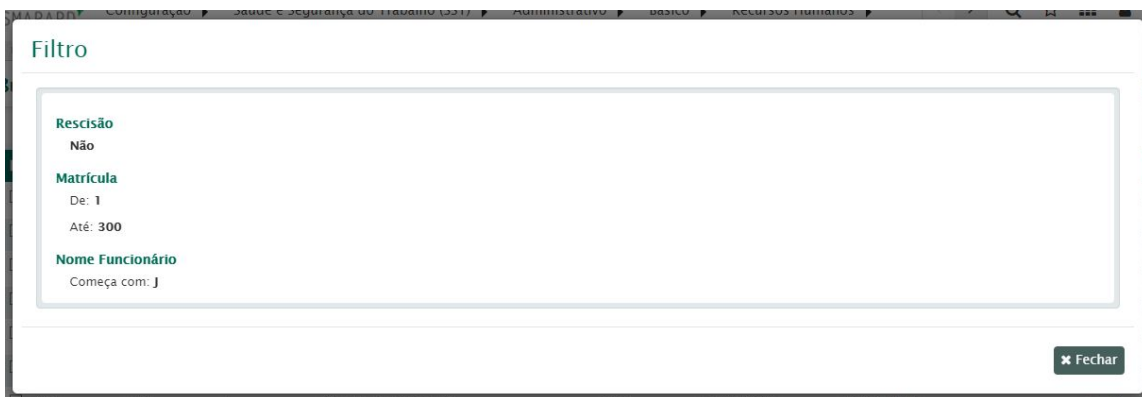 SMARAPD Configuração Saúde e Segurança do Trabalho (SST) Administrativo Básico Recursos Humanos
Filtro
Rescisão
Não
Matrícula
De: 1
Até: 300
Nome Funcionário
Começa com: J
✖ Fechar